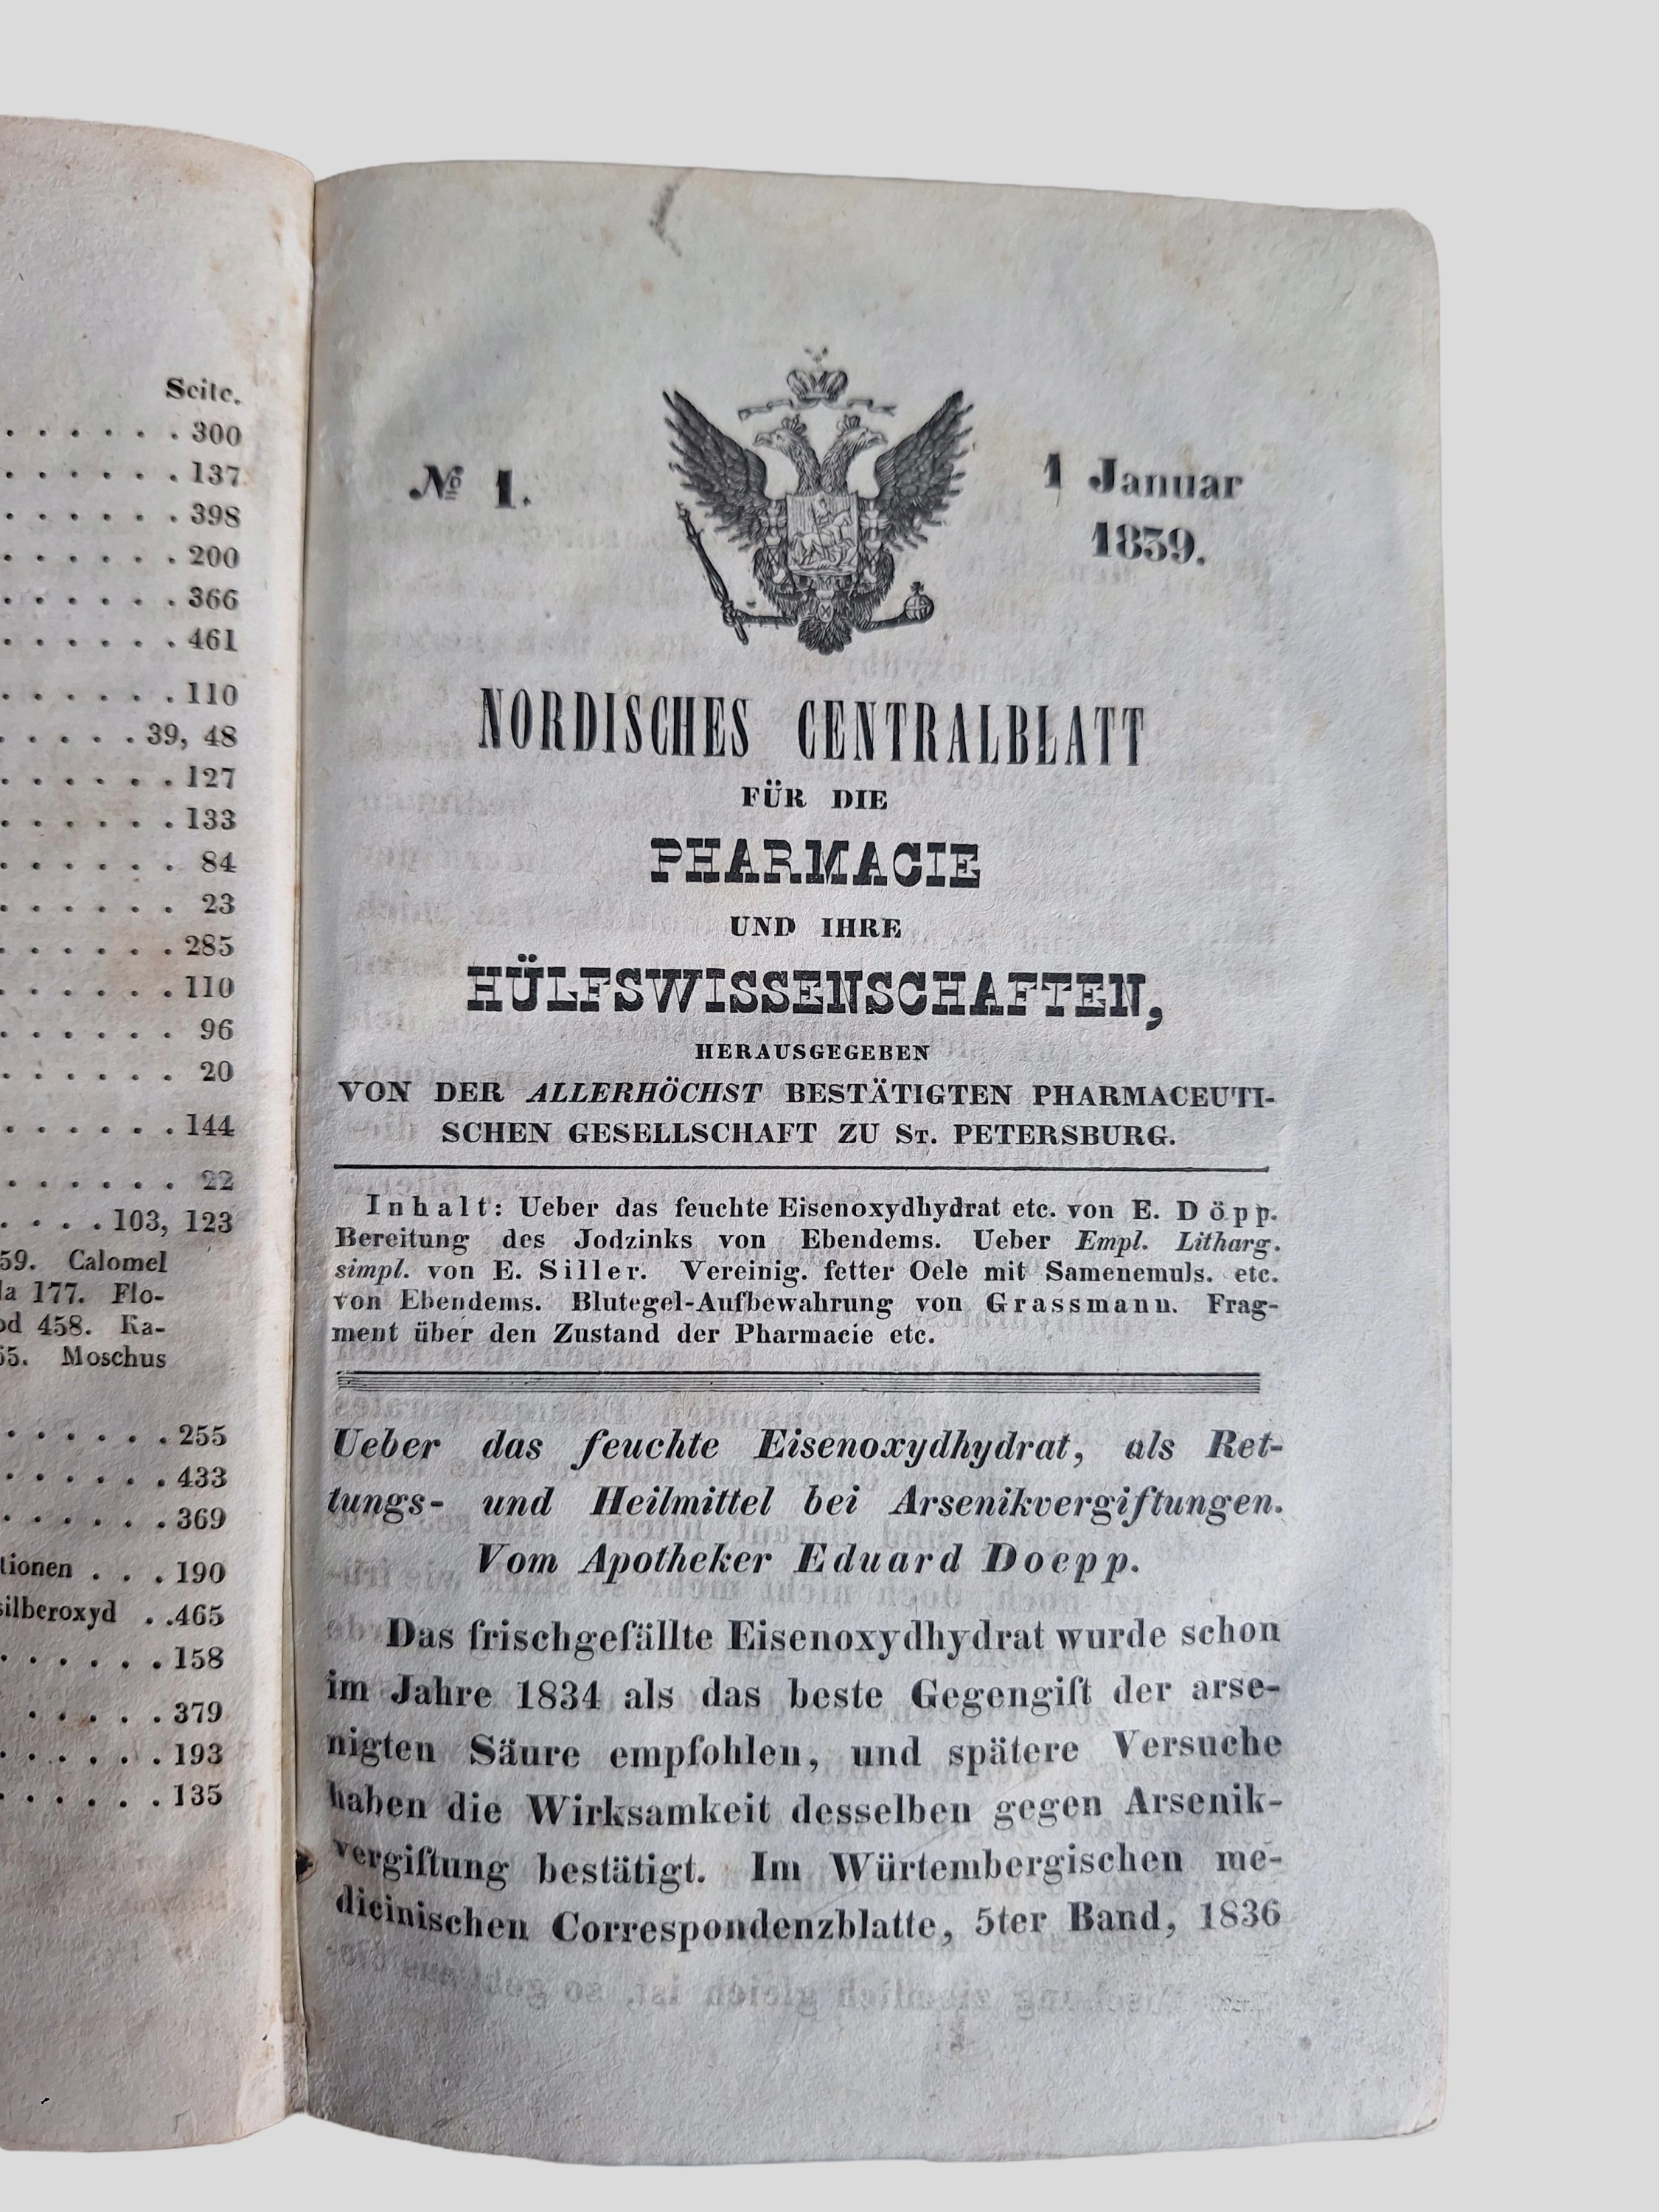 Seite.
. . . . . . . 300
. . . . . . . 137
. . . . . . . 398
. . . . . . . 200
. . . . . . . 366
. . . . . . . 461
. . . . . . . 110
. . . . . 39, 48
. . . . . . . 127
. . . . . . . 133
. . . . . . 84
. . . . . . 23
. . . . . . . 285
. . . . . . . 110
. . . . . . 96
. . . . . . 20
. . . . . . . 144
. . . . . . 22
. . . . 103, 123
59. Calomel
la 177. Flo-
od 458. Ka-
55. Moschus
. . . . . . . 255
. . . . . . . 433
. . . . . . . 369
tionen . . . 190
silberoxyd . . 465
. . . . . . . 158
. . . . . . 379
. . . . . . . 193
. . . . . . . 135
№ 1.
1 Januar
1839.
NORDISCHES CENTRALBLATT
FÜR DIE
PHARMACIE
UND IHRE
HÜLFSWISSENSCHAFTEN,
HERAUSGEGEBEN
VON DER ALLERHÖCHST BESTÄTIGTEN PHARMACEUTI-
SCHEN GESELLSCHAFT ZU ST. PETERSBURG.
Inhalt: Ueber das feuchte Eisenoxydhydrat etc. von E. Döpp.
Bereitung des Jodzinks von Ebendems. Ueber Empl. Litharg.
simpl. von E. Siller. Vereinig. fetter Oele mit Samenemuls. etc.
von Ebendems. Blutegel-Aufbewahrung von Grassmann. Frag-
ment über den Zustand der Pharmacie etc.
Ueber das feuchte Eisenoxydhydrat, als Ret-
tungs- und Heilmittel bei Arsenikvergiftungen.
Vom Apotheker Eduard Doepp.
Das frischgefällte Eisenoxydhydrat wurde schon
im Jahre 1834 als das beste Gegengift der arse-
nigten Säure empfohlen, und spätere Versuche
haben die Wirksamkeit desselben gegen Arsenik-
vergiftung bestätigt. Im Würtembergischen me-
dicinischen Correspondenzblatte, 5ter Band, 1836